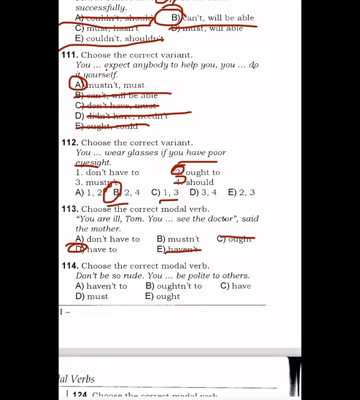 successfully.
A) couldn't, should B) can't, will be able
C) must, hasn't D) must, will are
E) couldn't, shouldn't
111. Choose the correct variant.
You ... expect anybody to help you, you ... do
it yourself.
A) mustn't, must
B) can't, will be able
C) don't have, must
D) didn't have, needn't
E) ought, could
112. Choose the correct variant.
You ... wear glasses if you have poor
eyesight.
1. don't have to 2. ought to
3. mustn't 4. should
A) 1, 2 B) 2, 4 C) 1, 3 D) 3, 4 E) 2, 3
113. Choose the correct modal verb.
“You are ill, Tom. You ... see the doctor”, said
the mother.
A) don't have to B) mustn't C) ought
D) have to E) haven't
114. Choose the correct modal verb.
Don't be so rude. You ... be polite to others.
A) haven't to B) oughtn't to C) have
D) must E) ought
dal Verbs
124. Choose the correct modal verb